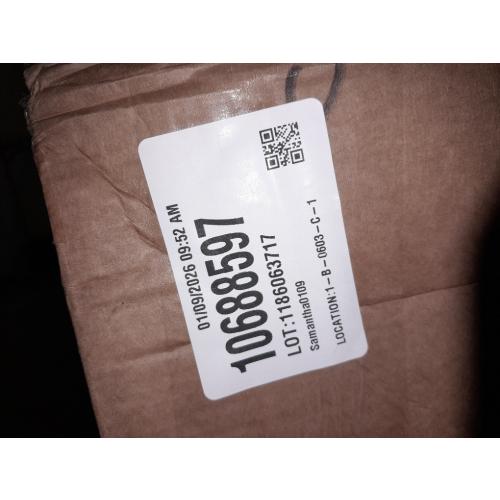 01/09/2026 09:52 AM
10688597
LOT:1186063717
Samantha0109
LOCATION:1-B-0603-C-1